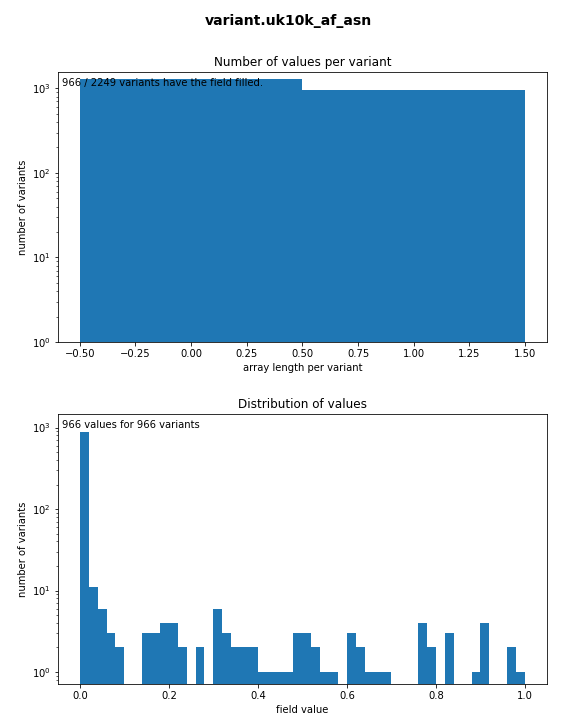 variant.uk10k_af_asn
Number of values per variant
966 / 2249 variants have the field filled.
number of variants
10³
10²
10¹
10⁰
−0.50 −0.25 0.00 0.25 0.50 0.75 1.00 1.25 1.50
array length per variant
Distribution of values
966 values for 966 variants
number of variants
10³
10²
10¹
10⁰
0.0 0.2 0.4 0.6 0.8 1.0
field value